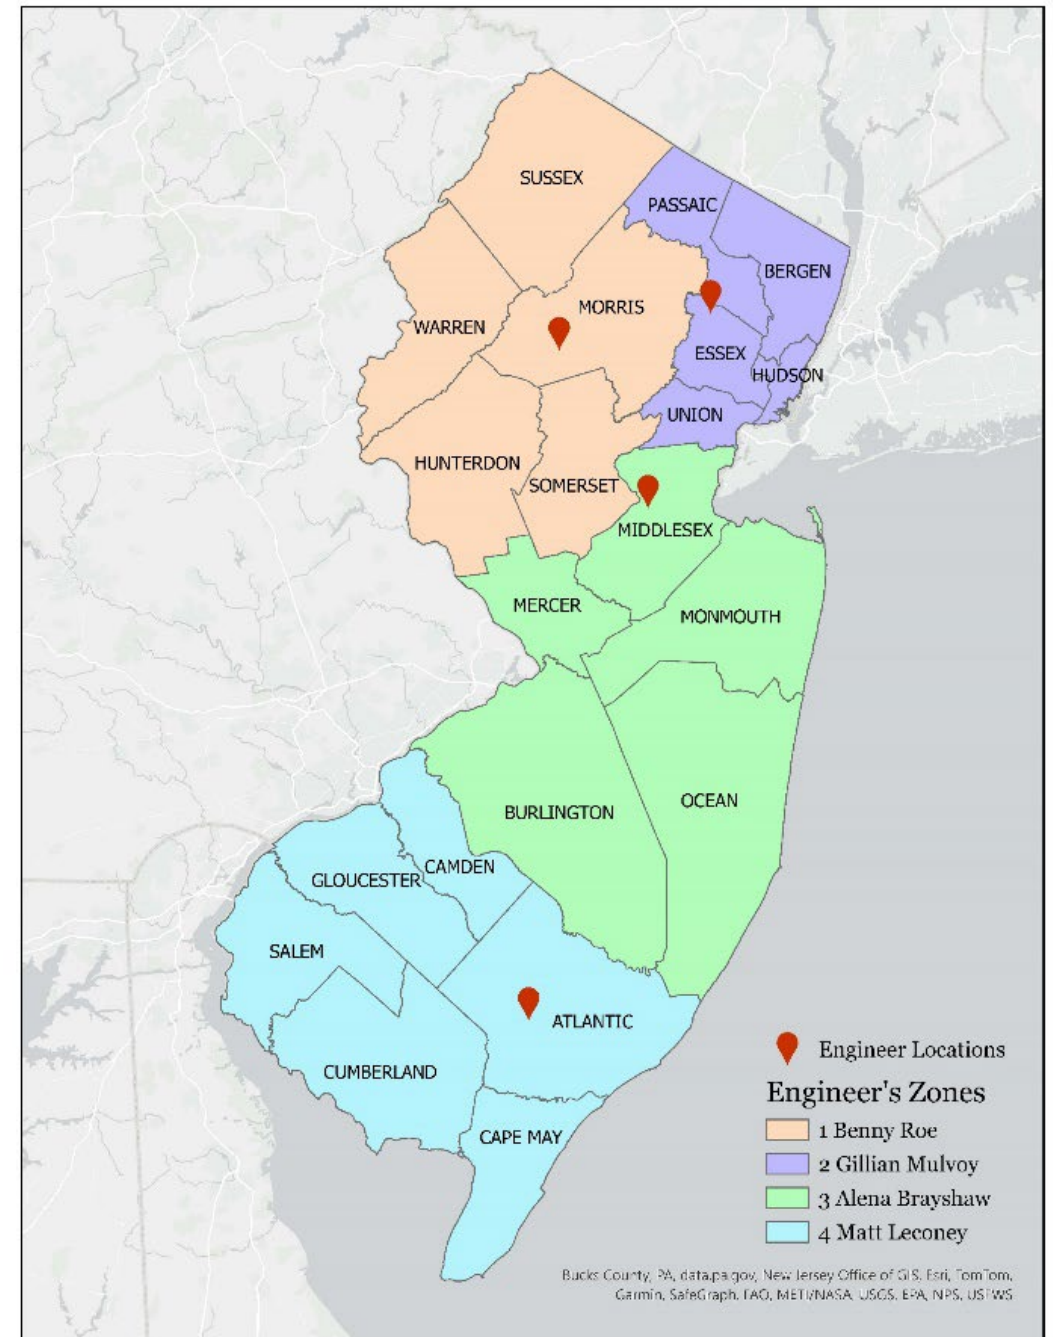 SUSSEX
PASSAIC
BERGEN
MORRIS
WARREN
ESSEX
HUDSON
UNION
HUNTERDON
SOMERSET
MIDDLESEX
MERCER
MONMOUTH
OCEAN
BURLINGTON
CAMDEN
GLOUCESTER
SALEM
ATLANTIC
CUMBERLAND
CAPE MAY
Engineer Locations
Engineer's Zones
1 Benny Roe
2 Gillian Mulvoy
3 Alena Brayshaw
4 Matt Leconey
Bucks County, PA, data.pa.gov, New Jersey Office of GIS, Esri, TomTom,
Garmin, SafeGraph, FAO, METI/NASA, USGS, EPA, NPS, USFWS